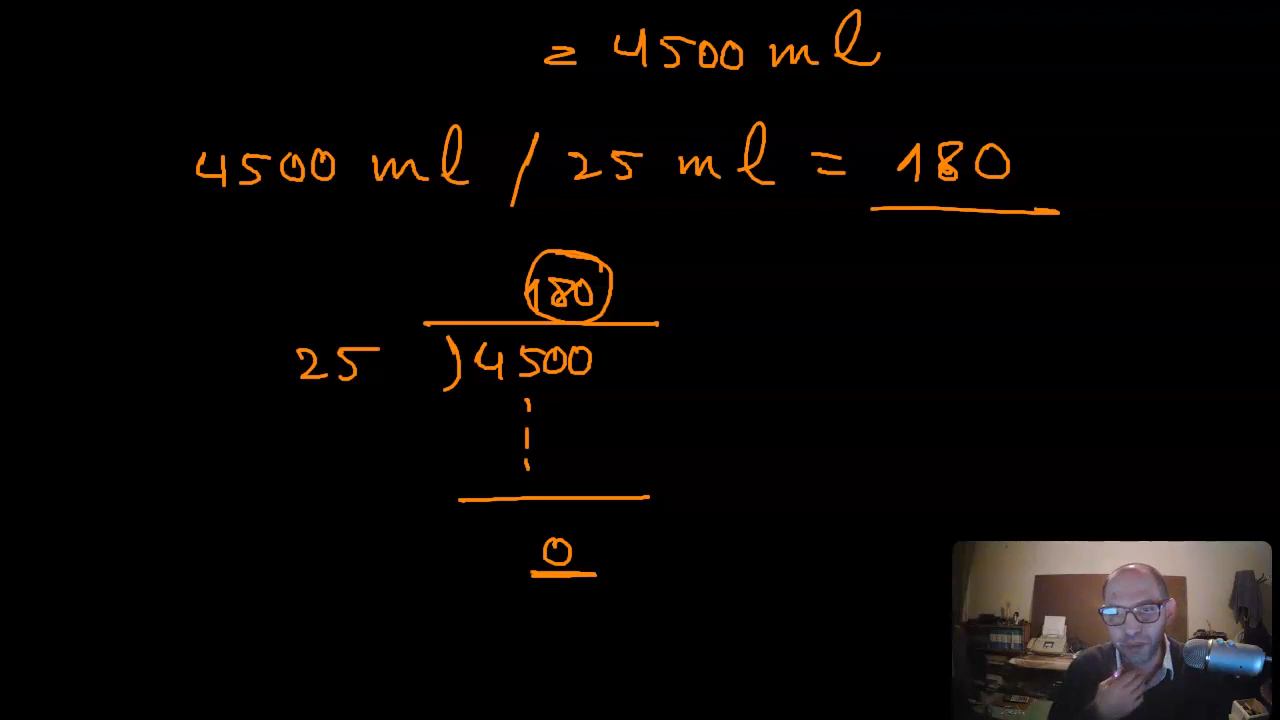 = 4500 ml
4500 ml / 25 ml = 180
180
25 ) 4500
0